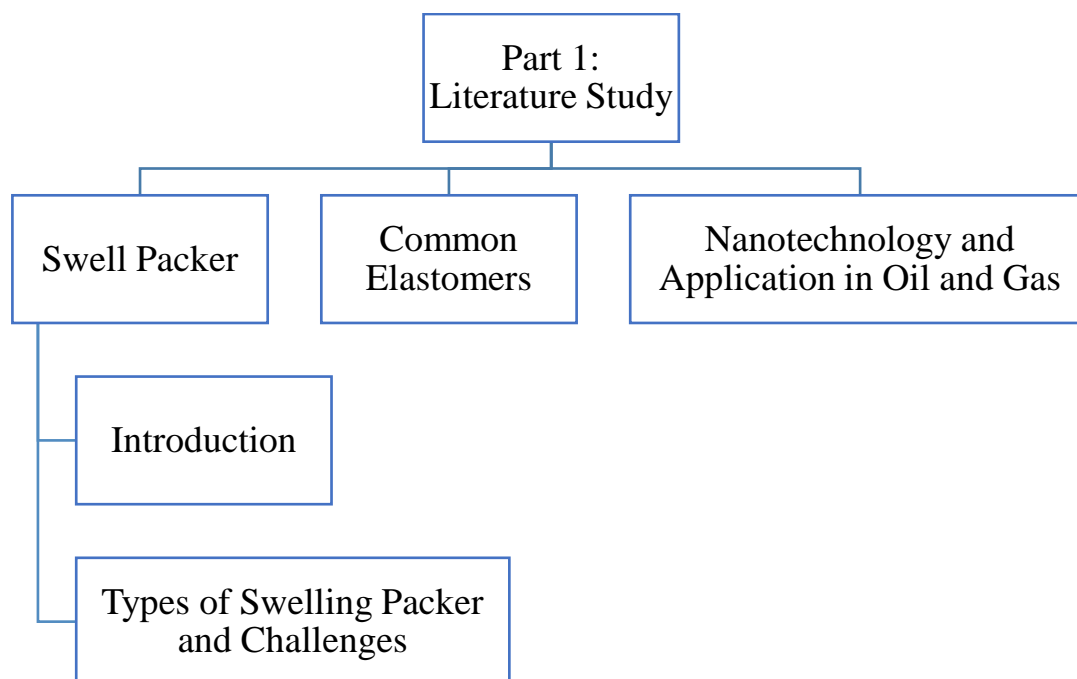 Part 1:
Literature Study
Swell Packer
Common
Elastomers
Nanotechnology and
Application in Oil and Gas
Introduction
Types of Swelling Packer
and Challenges